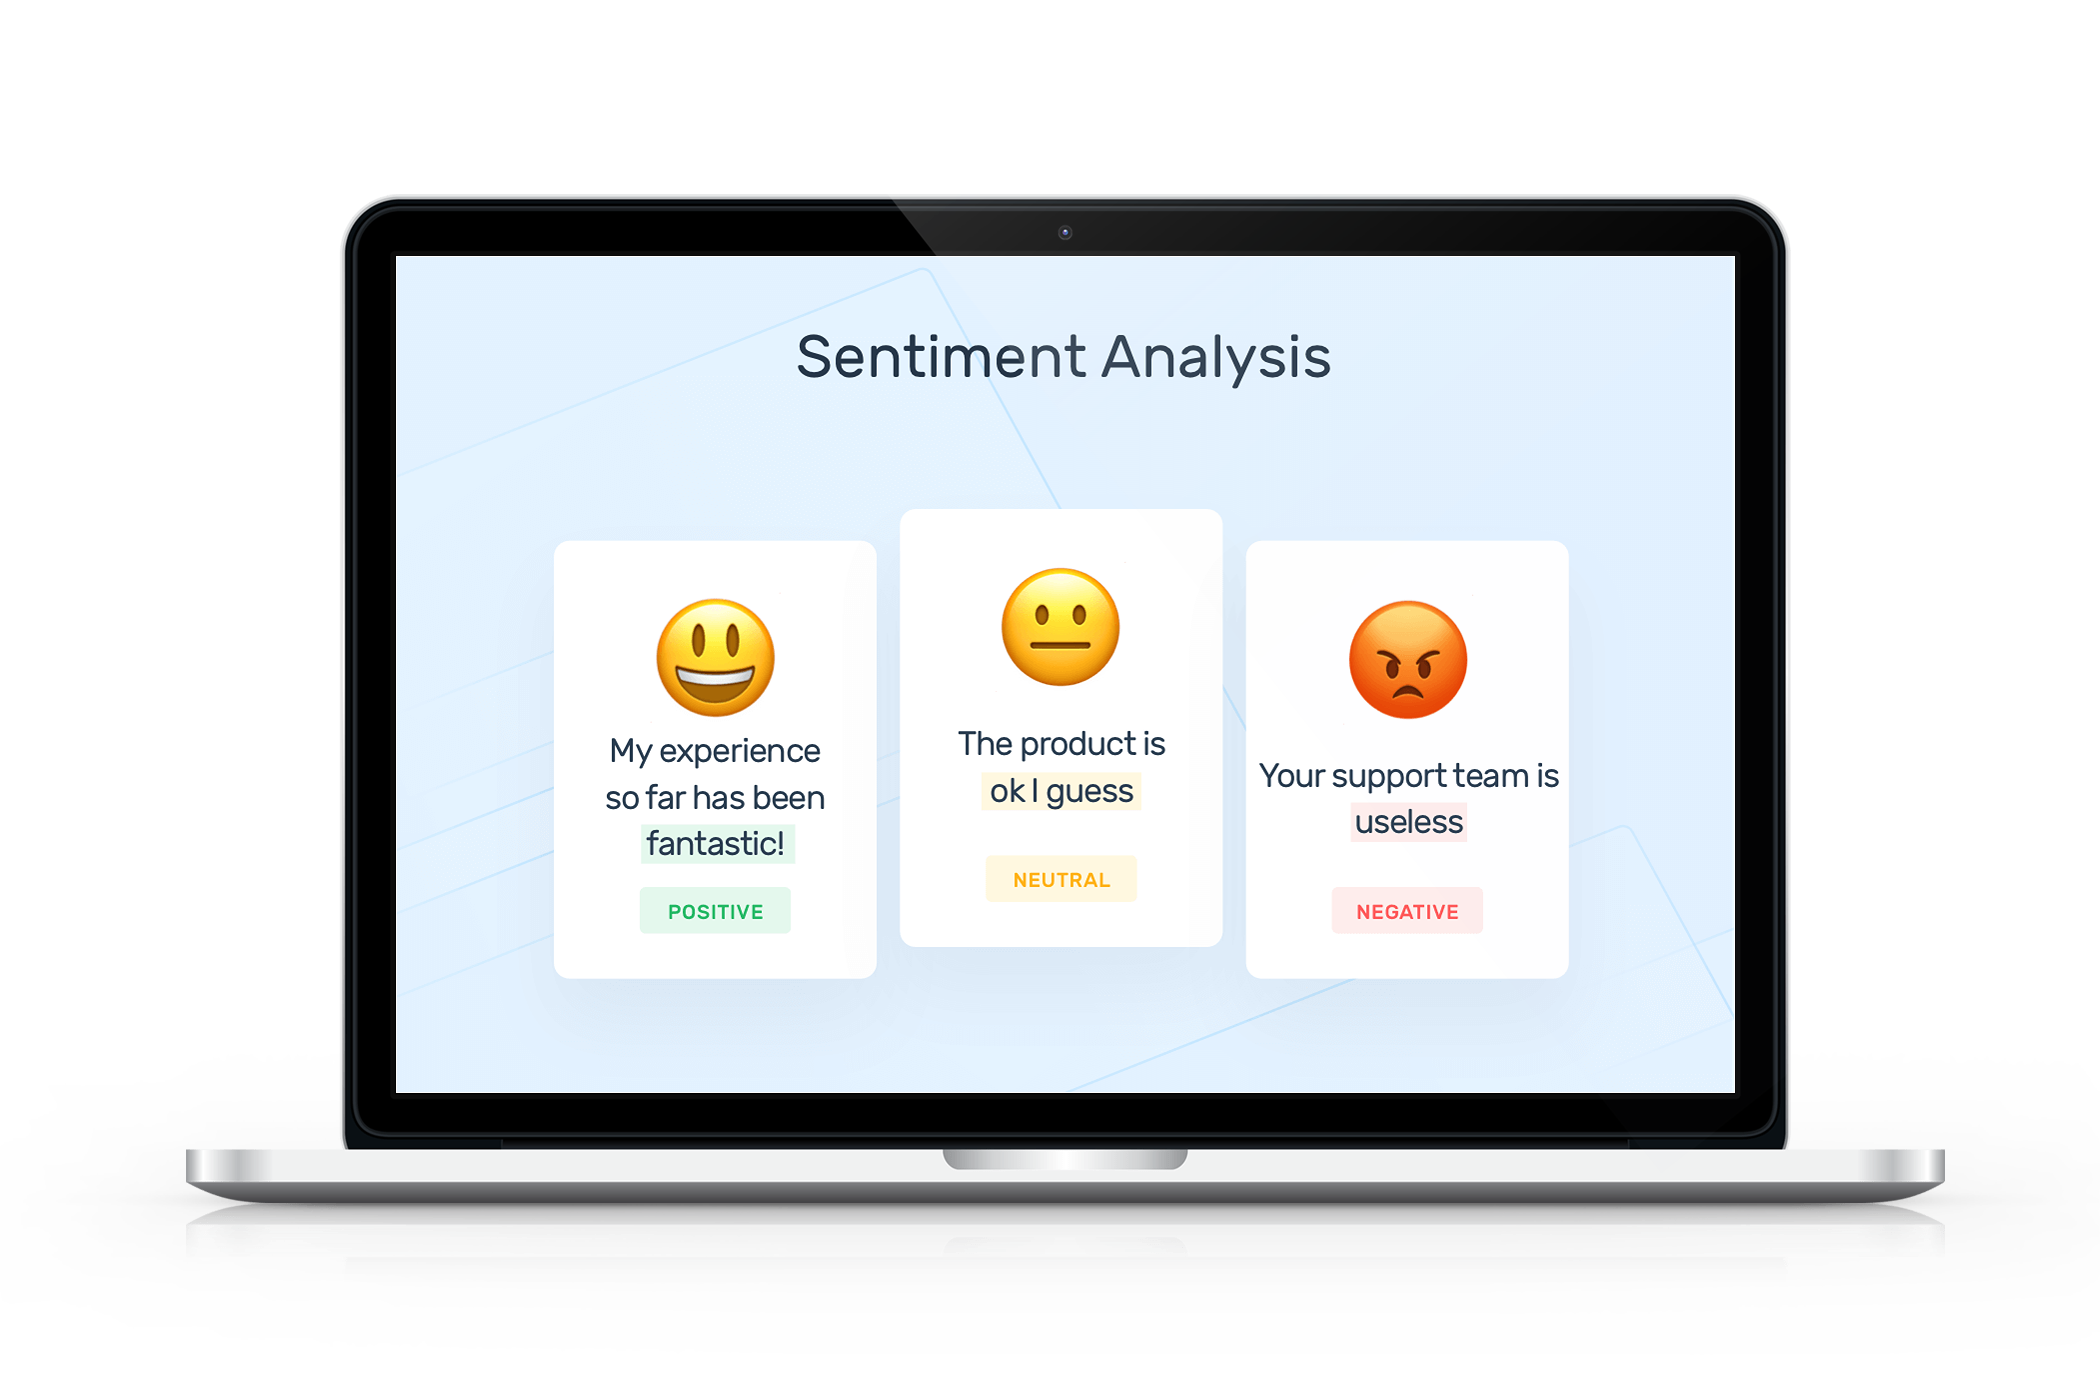 Sentiment Analysis
My experience
so far has been
fantastic!
POSITIVE
The product is
ok I guess
NEUTRAL
Your support team is
useless
NEGATIVE